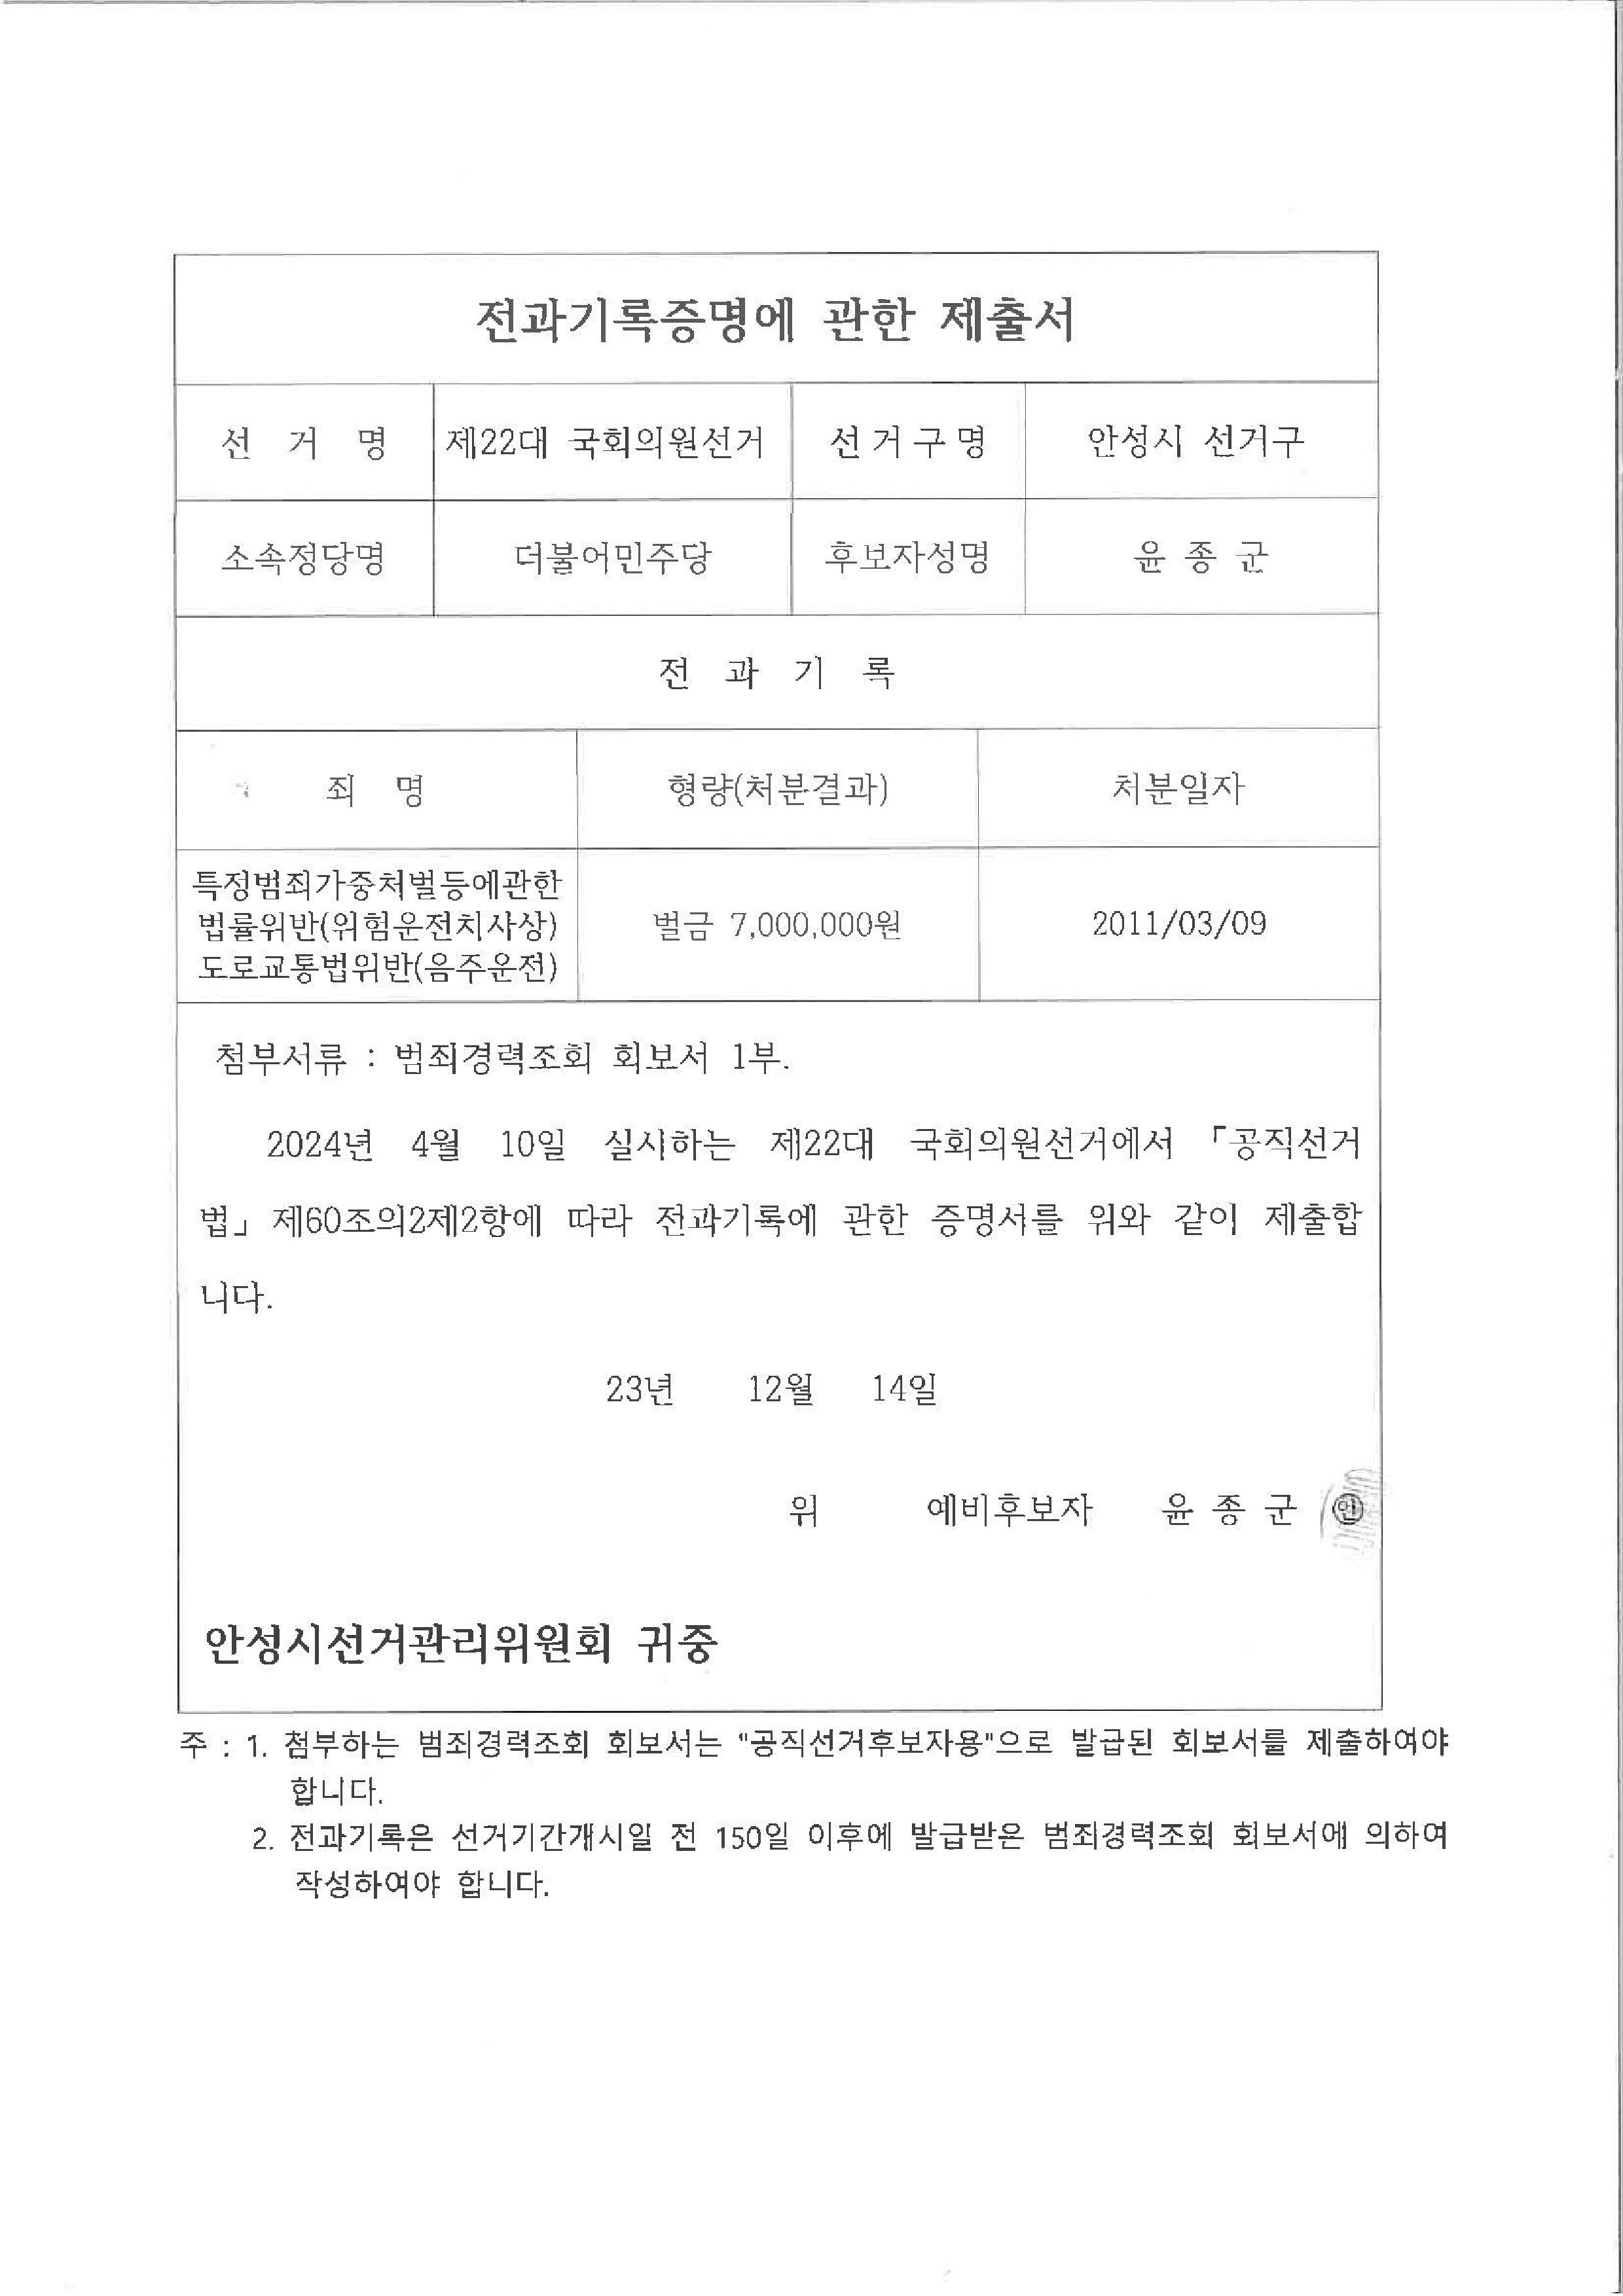 전과기록증명에 관한 제출서
선 거 명 제22대 국회의원선거 선거구명 안성시 선거구
소속정당명 더불어민주당 후보자성명 윤 종 군
전 과 기 록
죄 명 형량(처분결과) 처분일자
특정범죄가중처벌등에관한
법률위반(위험운전치사상)
도로교통법위반(음주운전)
벌금 7,000,000원 2011/03/09
첨부서류 : 범죄경력조회 회보서 1부.
2024년 4월 10일 실시하는 제22대 국회의원선거에서 「공직선거
법」 제60조의2제2항에 따라 전과기록에 관한 증명서를 위와 같이 제출합
니다.
23년 12월 14일
위 예비후보자 윤 종 군 ㊞
안성시선거관리위원회 귀중
주 : 1. 첨부하는 범죄경력조회 회보서는 "공직선거후보자용"으로 발급된 회보서를 제출하여야
합니다.
2. 전과기록은 선거기간개시일 전 150일 이후에 발급받은 범죄경력조회 회보서에 의하여
작성하여야 합니다.